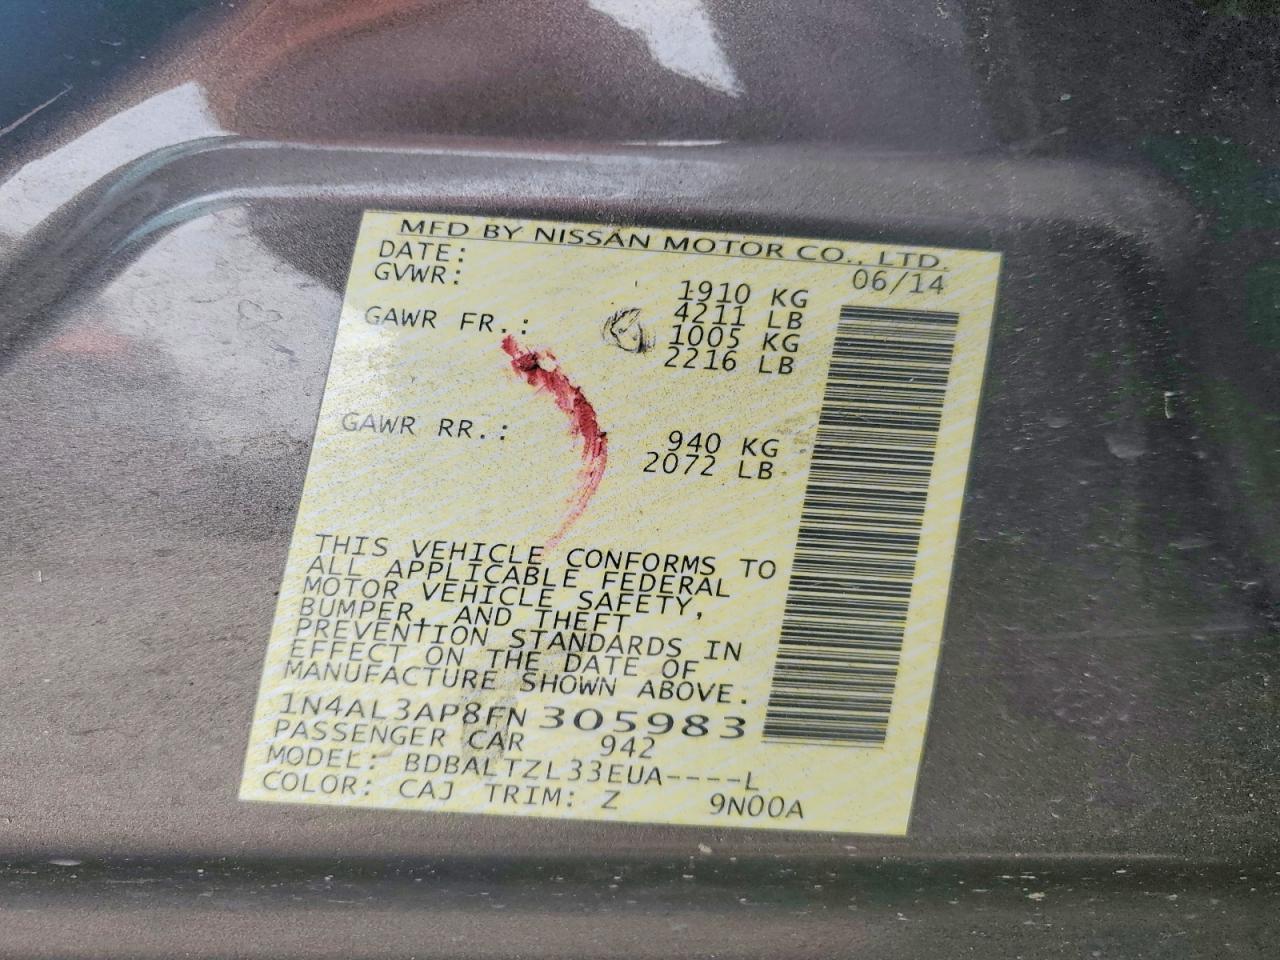 MFD BY NISSAN MOTOR CO., LTD.
DATE: 06/14
GVWR: 1910 KG
4211 LB
GAWR FR.: 1005 KG
2216 LB
GAWR RR.: 940 KG
2072 LB
THIS VEHICLE CONFORMS TO
ALL APPLICABLE FEDERAL
MOTOR VEHICLE SAFETY,
BUMPER, AND THEFT
PREVENTION STANDARDS IN
EFFECT ON THE DATE OF
MANUFACTURE SHOWN ABOVE.
1N4AL3AP8FN 305983
PASSENGER CAR 942
MODEL: BDBALTZL33EUA----L
COLOR: CAJ TRIM: Z 9N00A